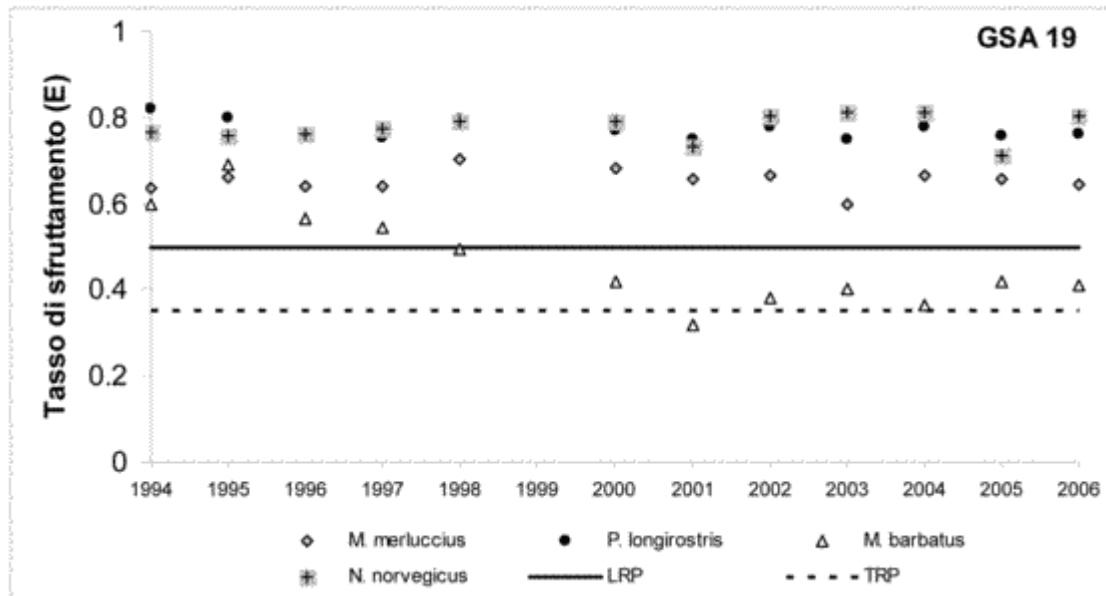 GSA 19
Tasso di sfruttamento (E)
1
0.8
0.6
0.4
0.2
0
1994 1995 1996 1997 1998 1999 2000 2001 2002 2003 2004 2005 2006
M. merluccius P. longirostris M. barbatus
N. norvegicus LRP TRP